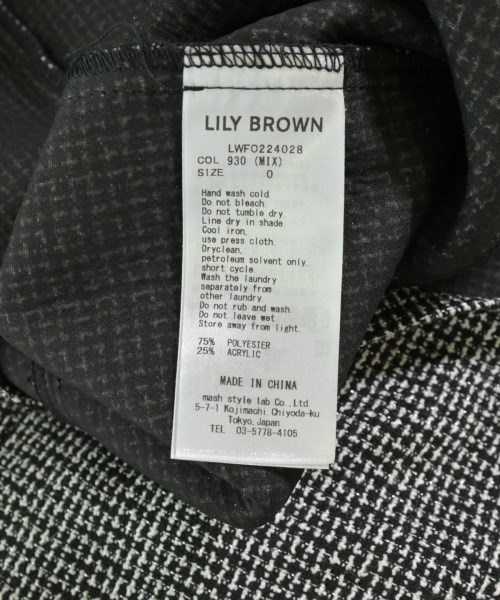 LILY BROWN
LWFO224028
COL 930 (MIX)
SIZE 0
Hand wash cold.
Do not bleach.
Do not tumble dry
Line dry in shade.
Cool iron,
use press cloth.
Dryclean,
petroleum solvent only,
short cycle.
Wash the laundry
separately from
other laundry.
Do not rub and wash.
Do not leave wet.
Store away from light.
75% POLYESTER
25% ACRYLIC
MADE IN CHINA
mash style lab Co.,Ltd
5-7-1 Kojimachi,Chiyoda-ku
Tokyo,Japan
TEL 03-5778-4105